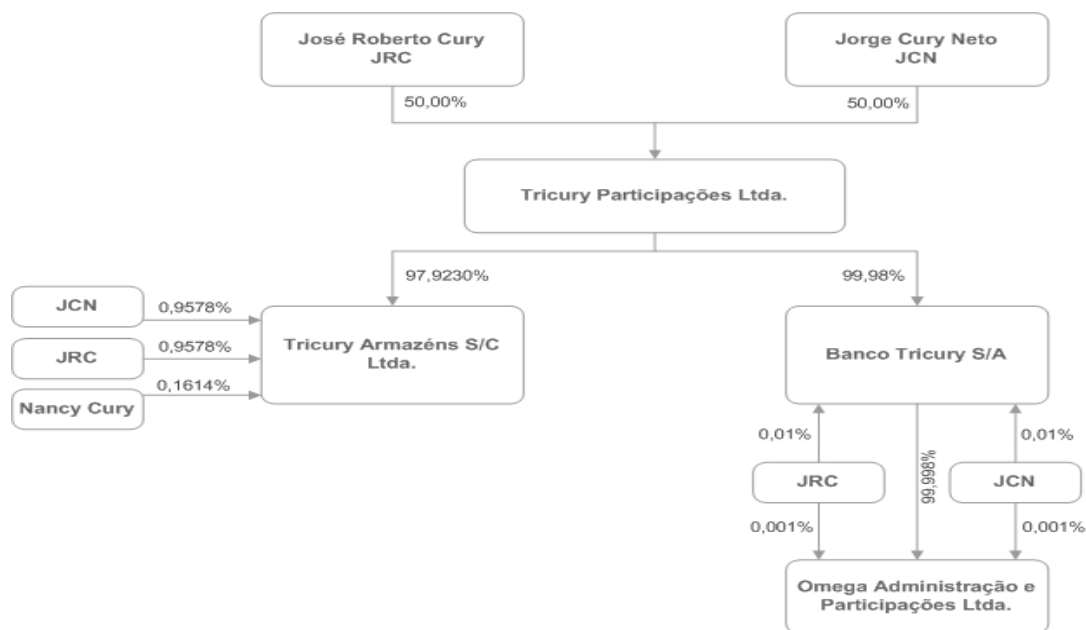 José Roberto Cury
JRC
Jorge Cury Neto
JCN
50,00%
50,00%
Tricury Participações Ltda.
97,9230%
99,98%
JCN
0,9578%
JRC
0,9578%
Nancy Cury
0,1614%
Tricury Armazéns S/C
Ltda.
Banco Tricury S/A
0,01%
0,01%
99,998%
JRC
JCN
0,001%
0,001%
Omega Administração e
Participações Ltda.